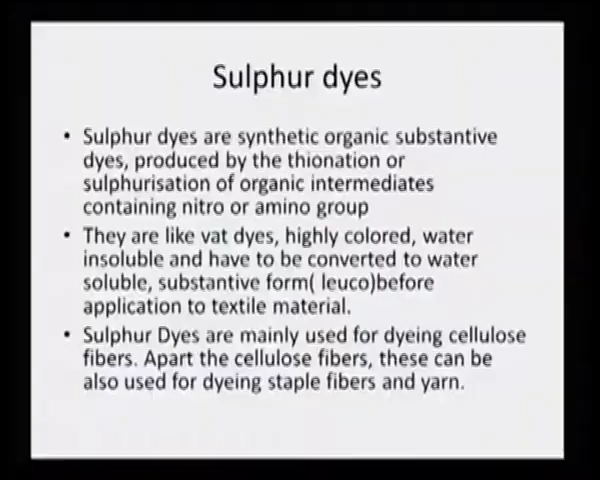 Sulphur dyes
• Sulphur dyes are synthetic organic substantive
dyes, produced by the thionation or
sulphurisation of organic intermediates
containing nitro or amino group
• They are like vat dyes, highly colored, water
insoluble and have to be converted to water
soluble, substantive form( leuco)before
application to textile material.
• Sulphur Dyes are mainly used for dyeing cellulose
fibers. Apart the cellulose fibers, these can be
also used for dyeing staple fibers and yarn.